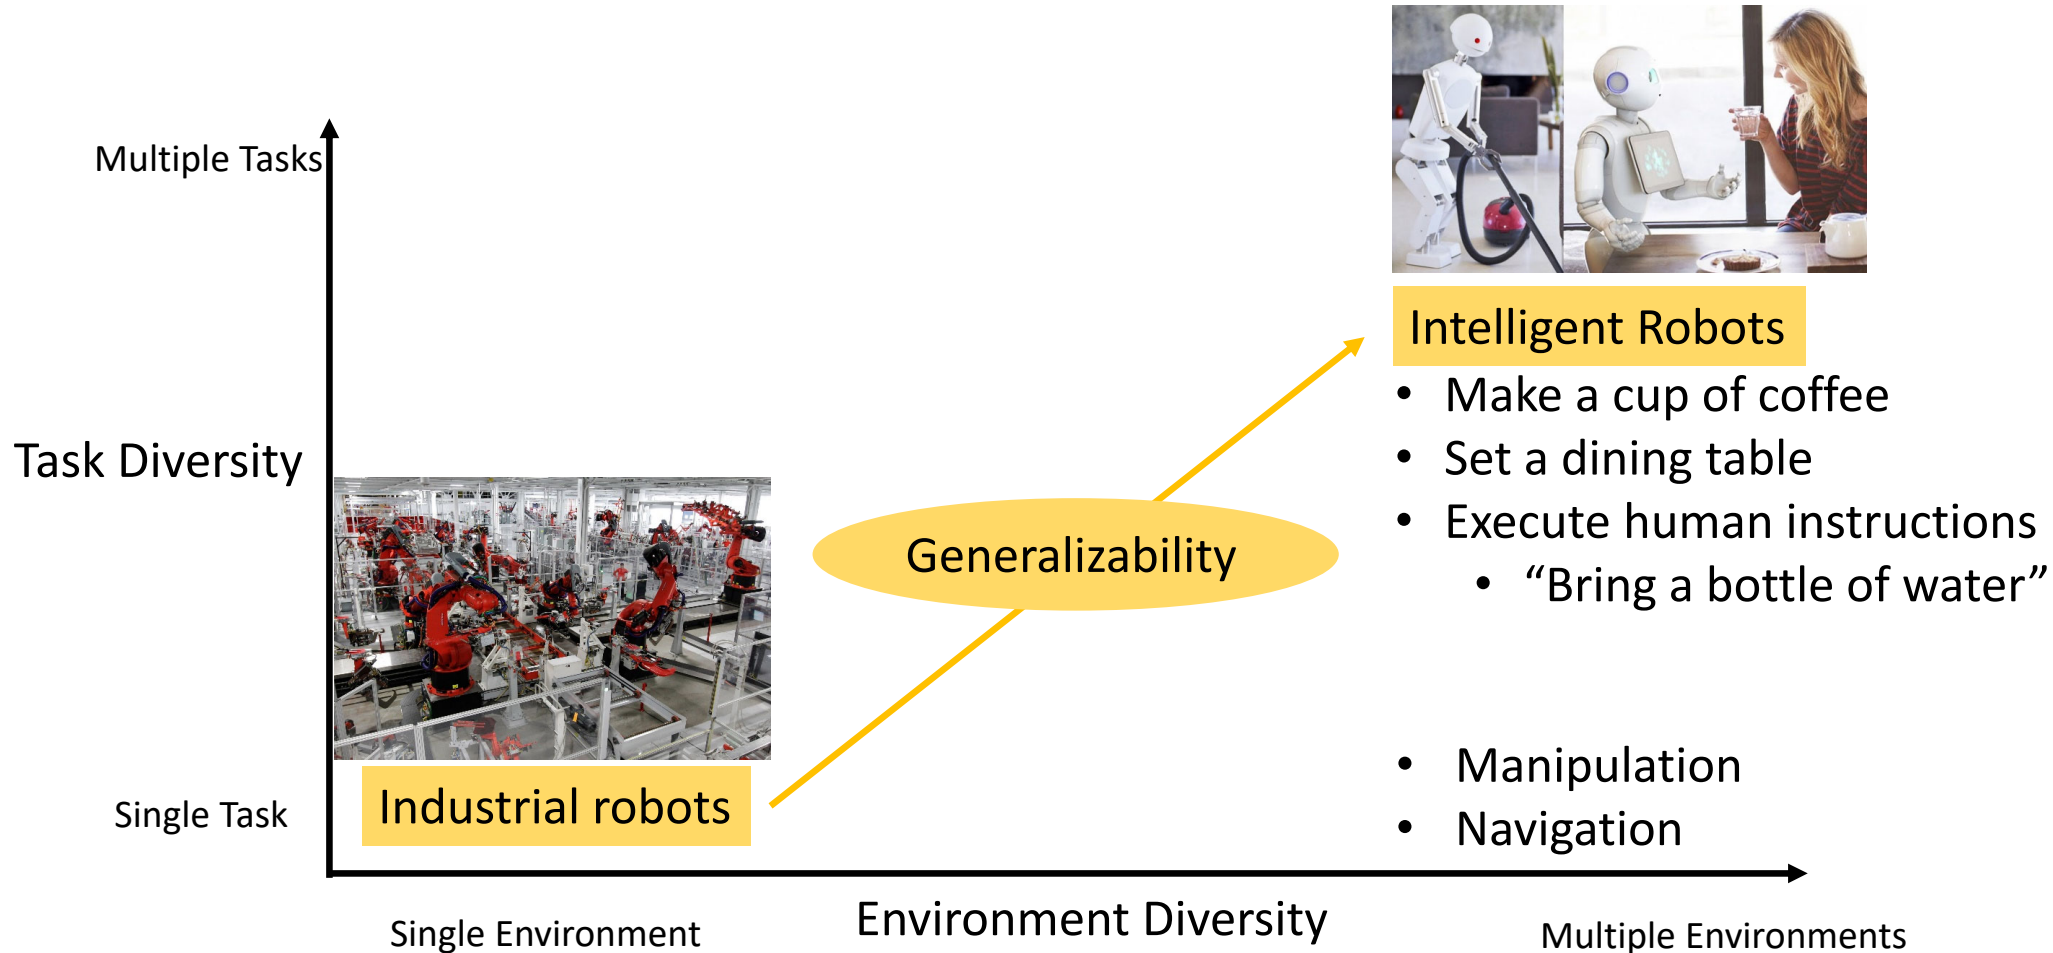 Multiple Tasks
Task Diversity
Single Task
Industrial robots
Generalizability
Intelligent Robots
• Make a cup of coffee
• Set a dining table
• Execute human instructions
• “Bring a bottle of water”
• Manipulation
• Navigation
Single Environment
Environment Diversity
Multiple Environments